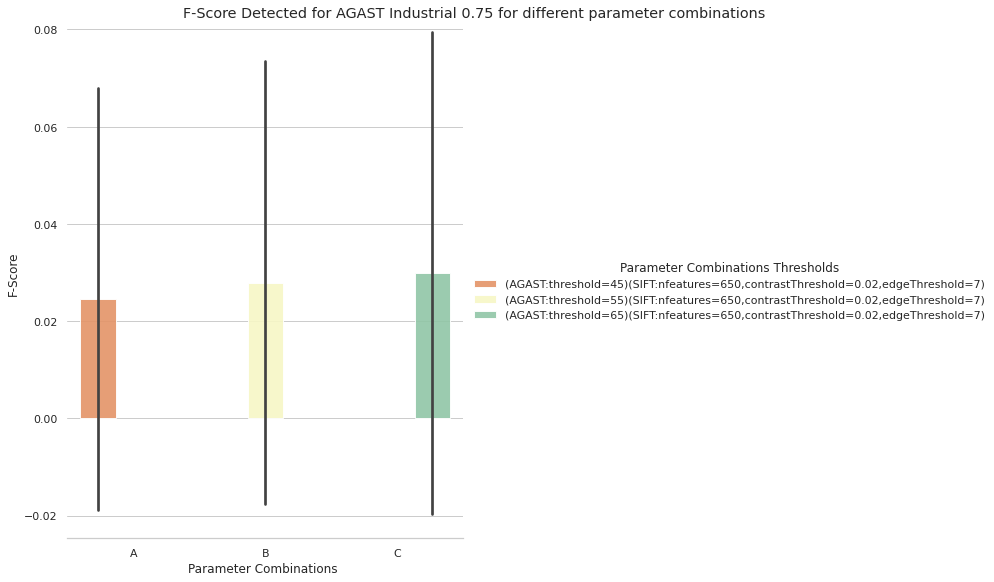 F-Score Detected for AGAST Industrial 0.75 for different parameter combinations
0.08
0.06
0.04
0.02
0.00
−0.02
F-Score
A
B
C
Parameter Combinations
Parameter Combinations Thresholds
(AGAST:threshold=45)(SIFT:nfeatures=650,contrastThreshold=0.02,edgeThreshold=7)
(AGAST:threshold=55)(SIFT:nfeatures=650,contrastThreshold=0.02,edgeThreshold=7)
(AGAST:threshold=65)(SIFT:nfeatures=650,contrastThreshold=0.02,edgeThreshold=7)